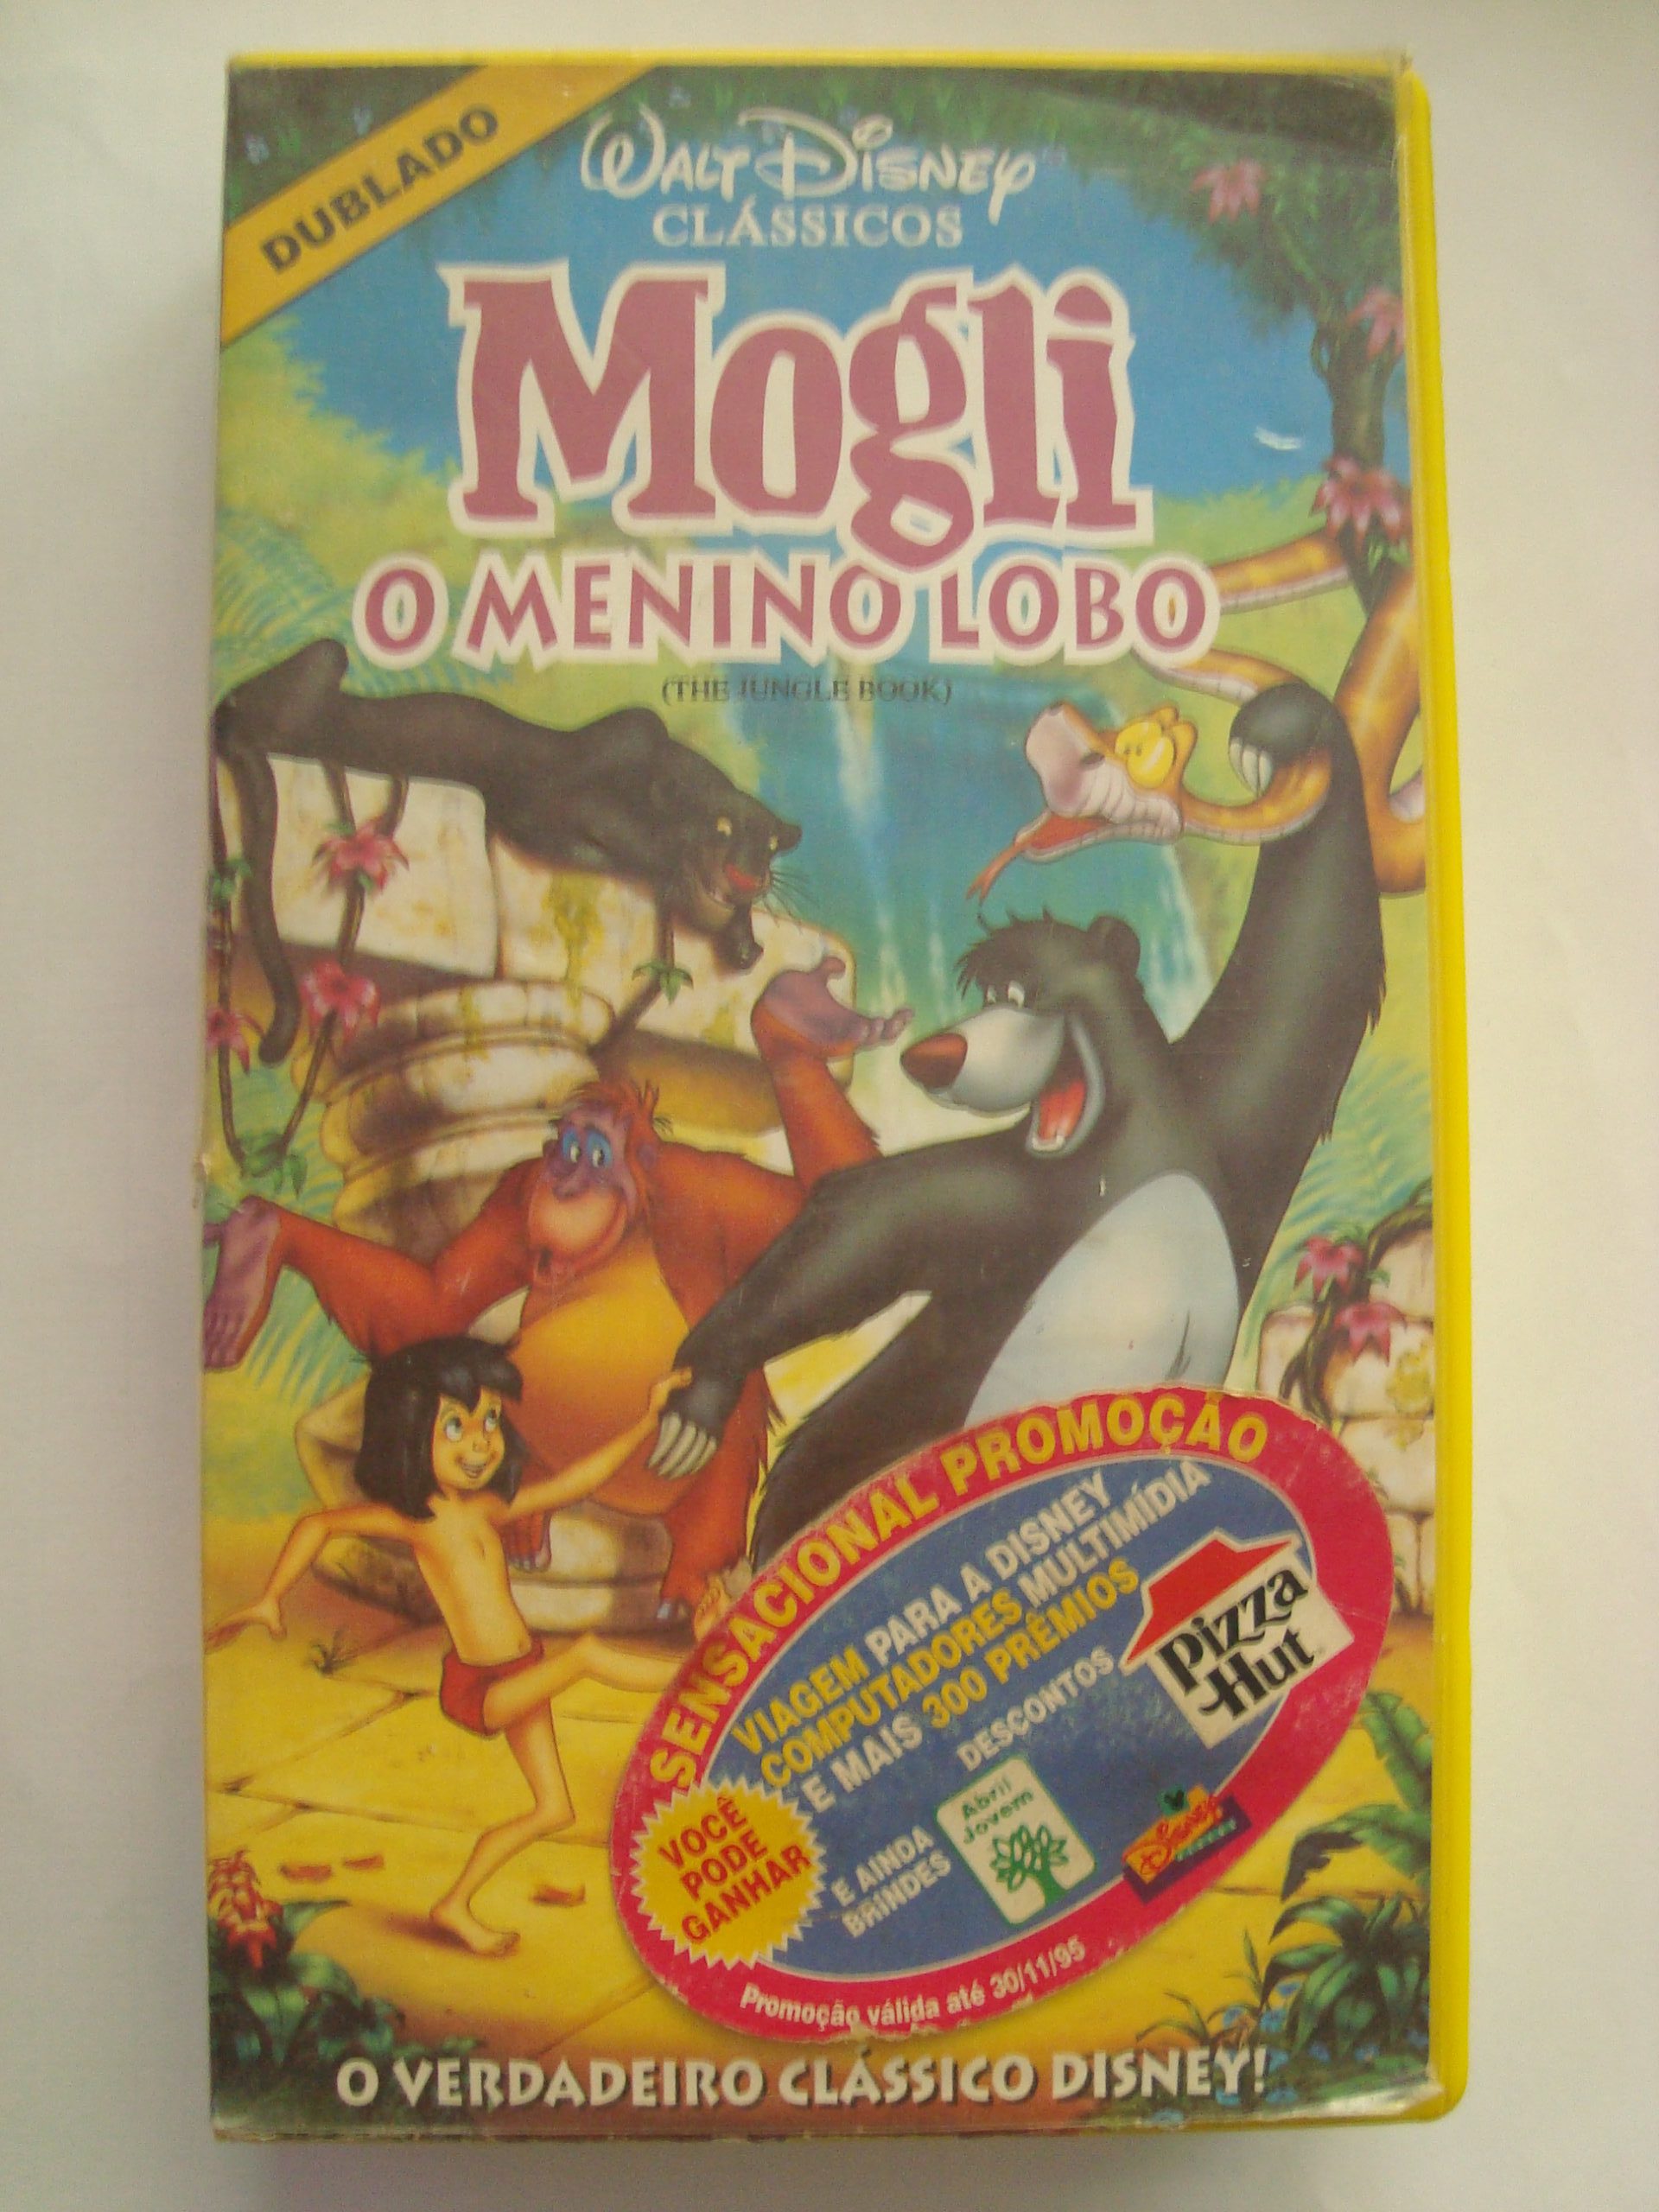 DUBLADO
WALT DISNEY
CLÁSSICOS
Mogli
O MENINO LOBO
(THE JUNGLE BOOK)
SENSACIONAL PROMOÇÃO
VIAGEM PARA A DISNEY
COMPUTADORES MULTIMÍDIA
E MAIS 300 PRÊMIOS
DESCONTOS
Pizza
Hut
VOCÊ
PODE
GANHAR
E AINDA
BRINDES
Abril
Jovem
Disney
Promoção válida até 30/11/95
O VERDADEIRO CLÁSSICO DISNEY!